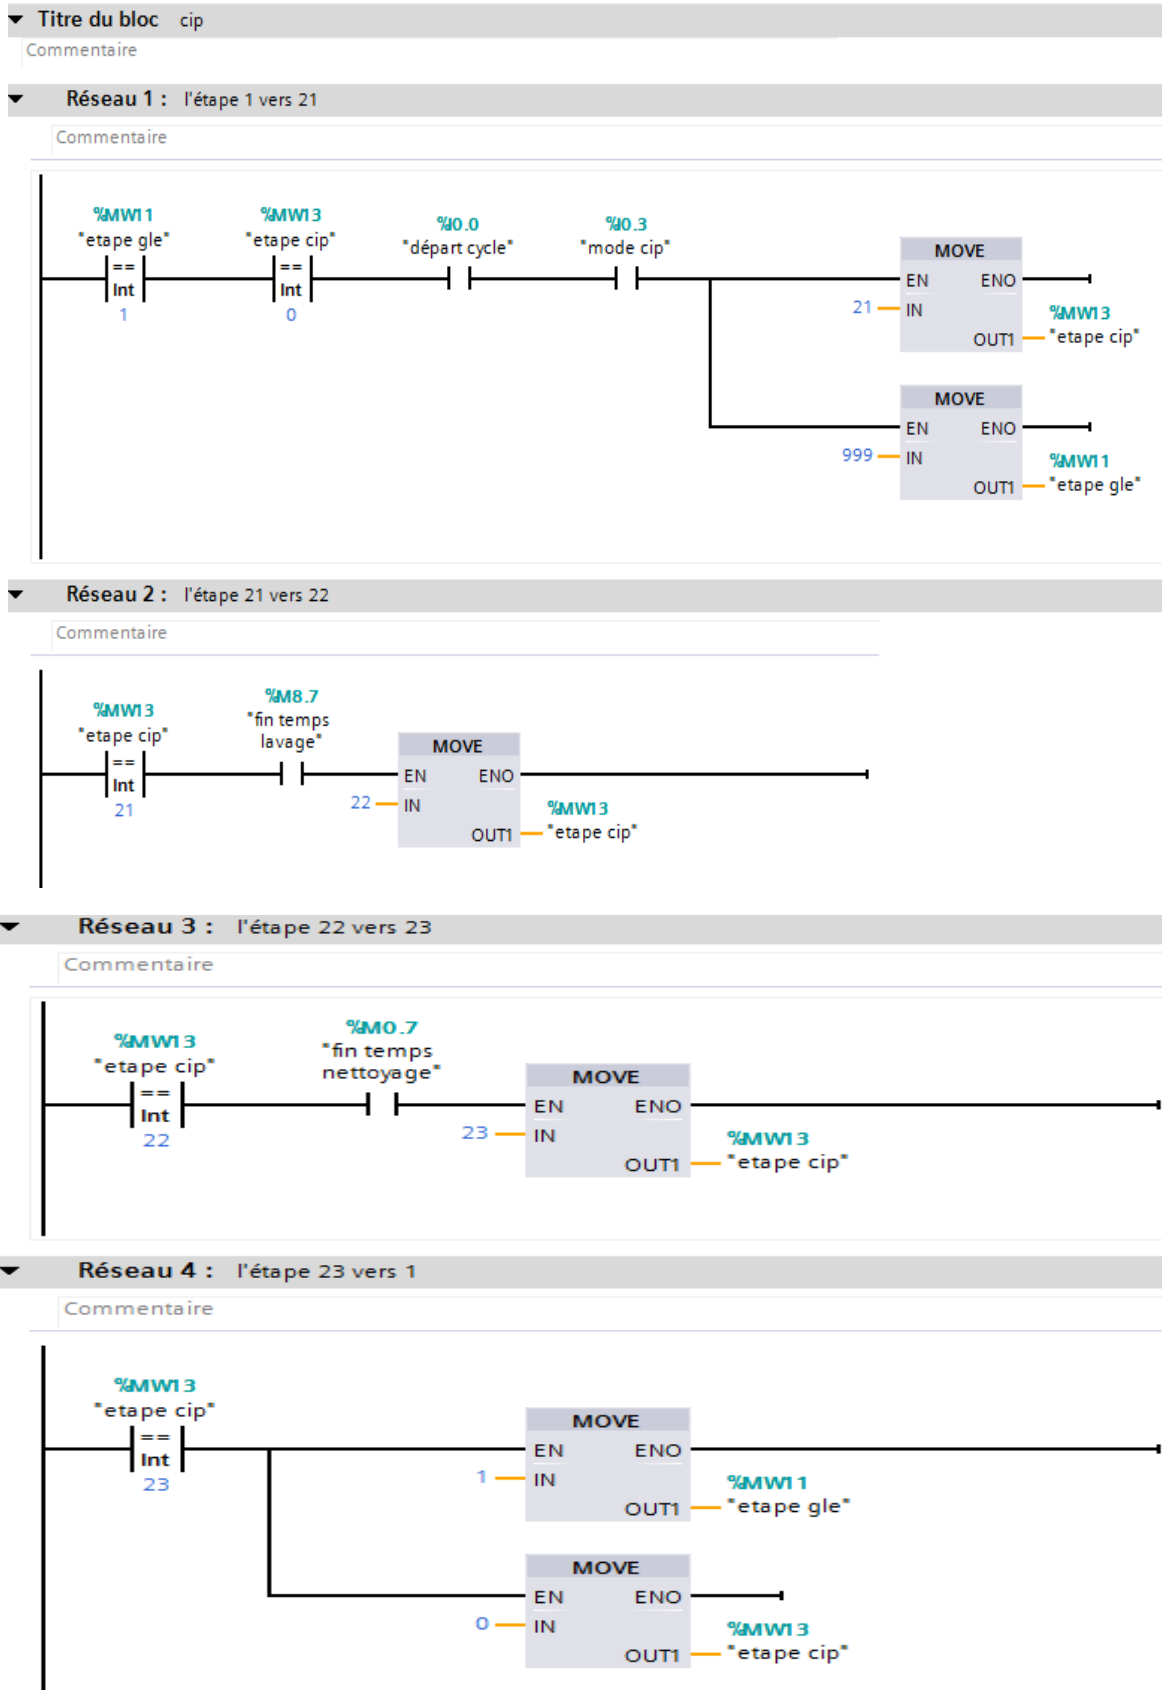 Titre du bloc cip
Commentaire
Réseau 1 : l'étape 1 vers 21
Commentaire
%MW11 %MW13 %I0.0 %I0.3
"etape gle" "etape cip" "départ cycle" "mode cip"
== ==
Int Int
1 0
MOVE
EN ENO
21 IN
%MW13
OUT1 "etape cip"
MOVE
EN ENO
999 IN
%MW11
OUT1 "etape gle"
Réseau 2 : l'étape 21 vers 22
Commentaire
%MW13
"etape cip"
==
Int
21
%M8.7
"fin temps
lavage"
MOVE
EN ENO
22 IN
%MW13
OUT1 "etape cip"
Réseau 3 : l'étape 22 vers 23
Commentaire
%MW13
"etape cip"
==
Int
22
%M0.7
"fin temps
nettoyage"
MOVE
EN ENO
23 IN
%MW13
OUT1 "etape cip"
Réseau 4 : l'étape 23 vers 1
Commentaire
%MW13
"etape cip"
==
Int
23
MOVE
EN ENO
1 IN
%MW11
OUT1 "etape gle"
MOVE
EN ENO
0 IN
%MW13
OUT1 "etape cip"